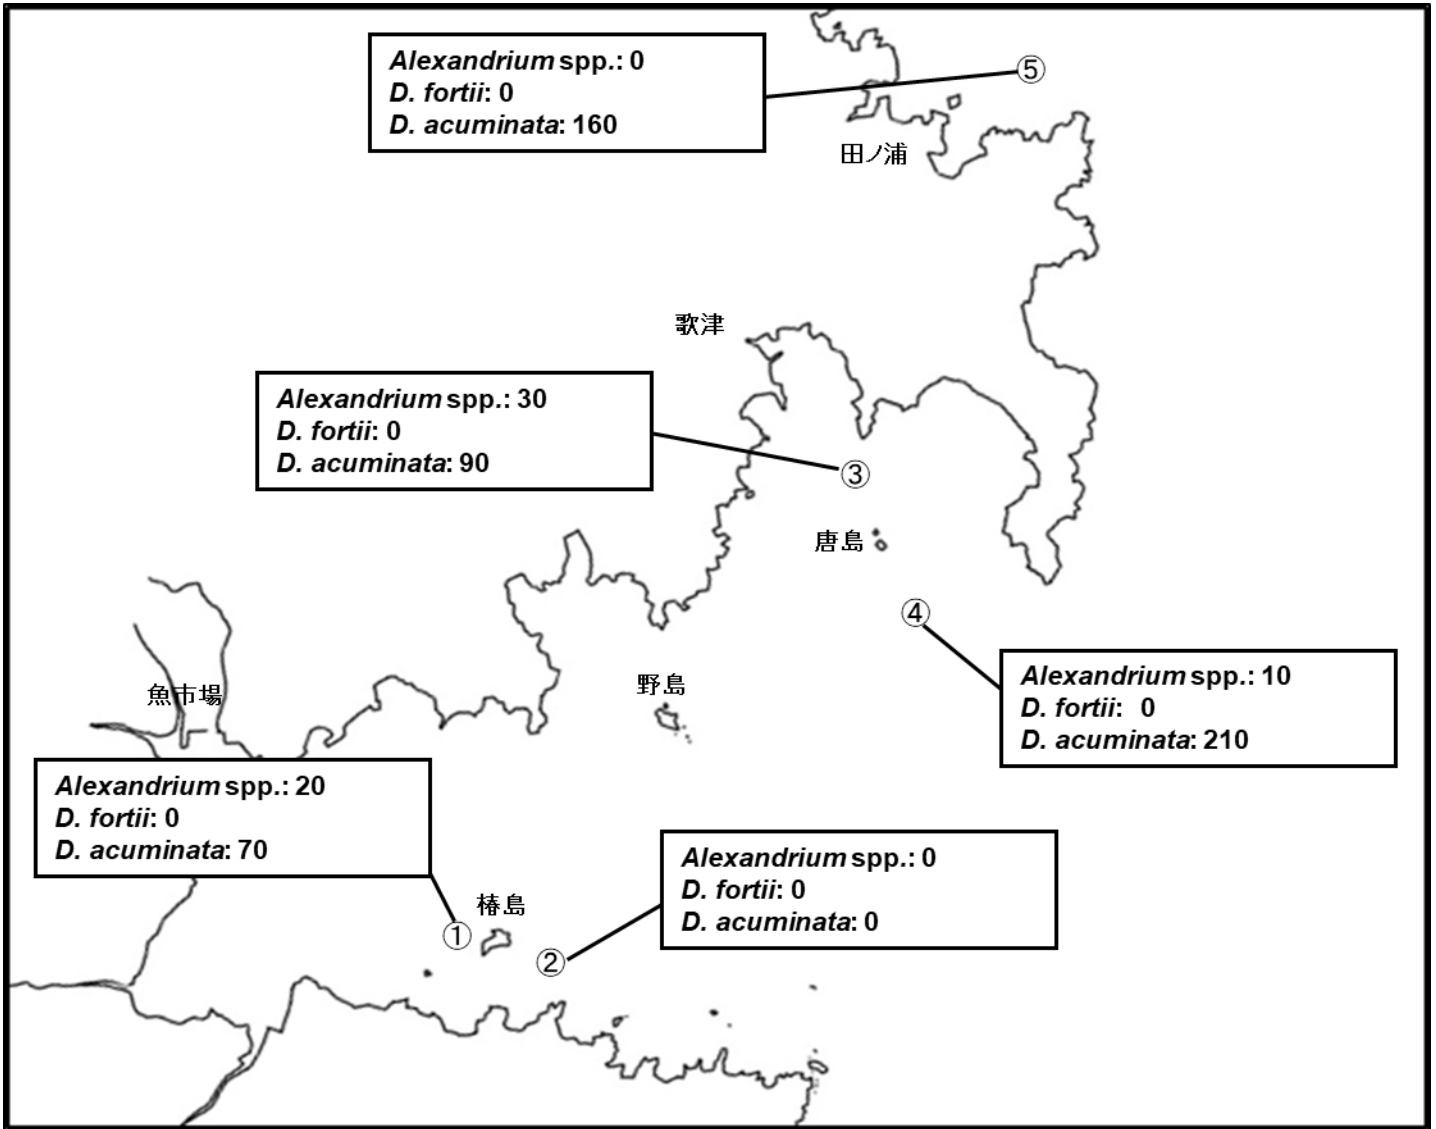 Alexandrium spp.: 0
D. fortii: 0
D. acuminata: 160
⑤
田ノ浦
歌津
Alexandrium spp.: 30
D. fortii: 0
D. acuminata: 90
③
唐島
④
Alexandrium spp.: 10
D. fortii: 0
D. acuminata: 210
野島
魚市場
Alexandrium spp.: 20
D. fortii: 0
D. acuminata: 70
①
椿島
②
Alexandrium spp.: 0
D. fortii: 0
D. acuminata: 0